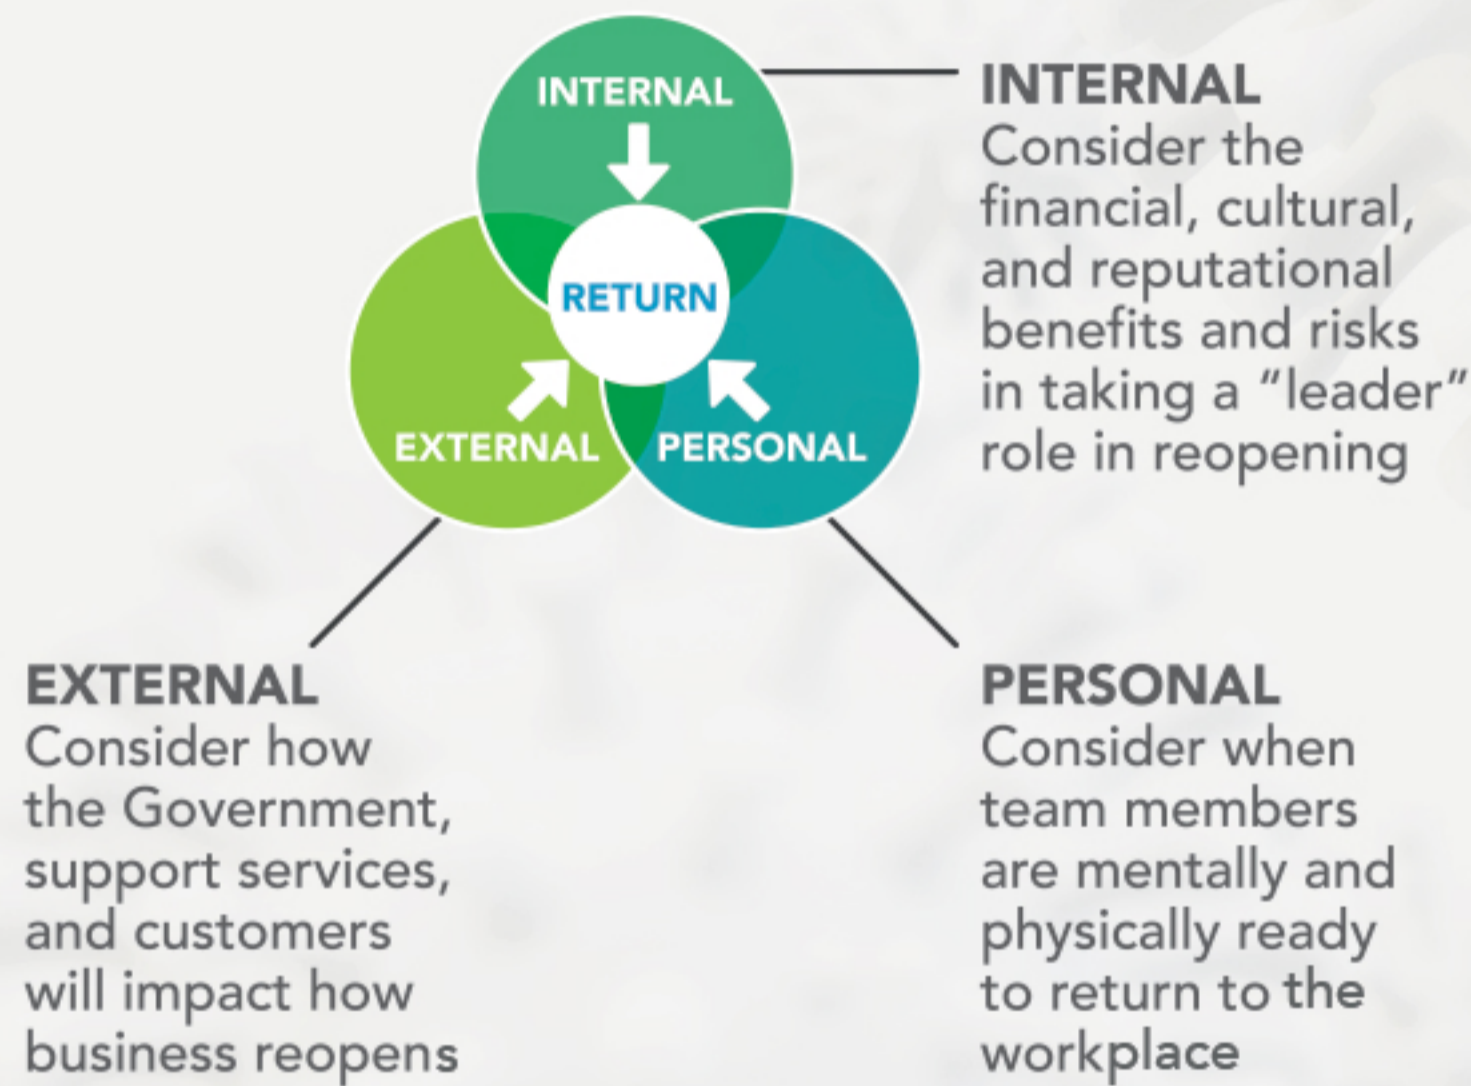 INTERNAL
RETURN
EXTERNAL
PERSONAL
INTERNAL
Consider the
financial, cultural,
and reputational
benefits and risks
in taking a “leader”
role in reopening
EXTERNAL
Consider how
the Government,
support services,
and customers
will impact how
business reopens
PERSONAL
Consider when
team members
are mentally and
physically ready
to return to the
workplace